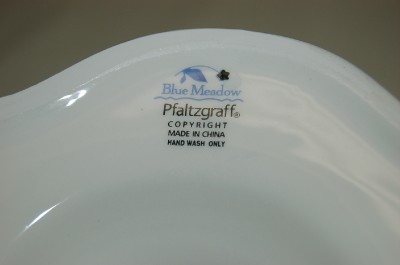 Blue Meadow
Pfaltzgraff®
COPYRIGHT
MADE IN CHINA
HAND WASH ONLY